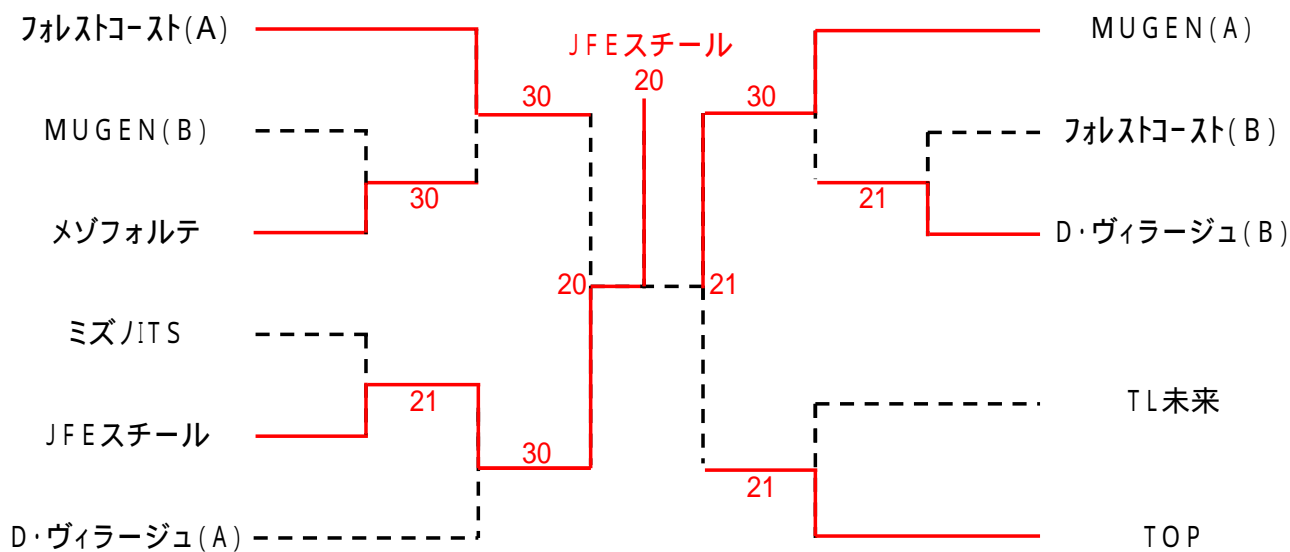 フォレストコースト(A)
MUGEN(B)
メゾフォルテ
ミズノITS
JFEスチール
D・ヴィラージュ(A)
30
30
21
30
20
JFEスチール
20
21
30
21
21
MUGEN(A)
フォレストコースト(B)
D・ヴィラージュ(B)
TL未来
TOP